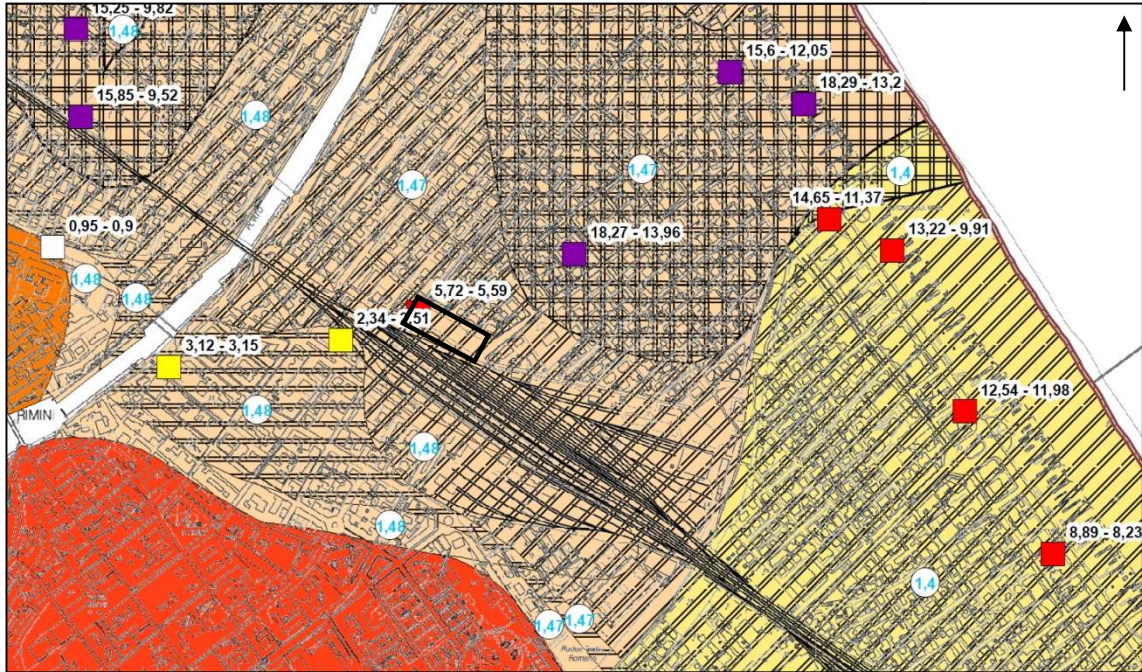 15,25 - 9,82
1,48
15,6 - 12,05
18,29 - 13,2
15,85 - 9,52
1,48
1,47
1,47
1,4
14,65 - 11,37
0,95 - 0,9
13,22 - 9,91
18,27 - 13,96
1,48
1,48
5,72 - 5,59
3,12 - 3,15
1,48
RIMINI
12,54 - 11,98
1,48
1,48
8,89 - 8,23
1,4
1,47
1,47